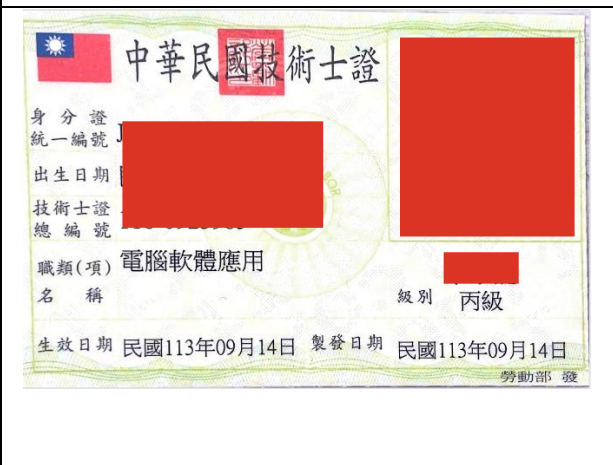 中華民國技術士證
身分證
統一編號
出生日期
技術士證
總編號
職類(項) 電腦軟體應用
名稱
級別 丙級
生效日期 民國113年09月14日 製發日期 民國113年09月14日
勞動部 發